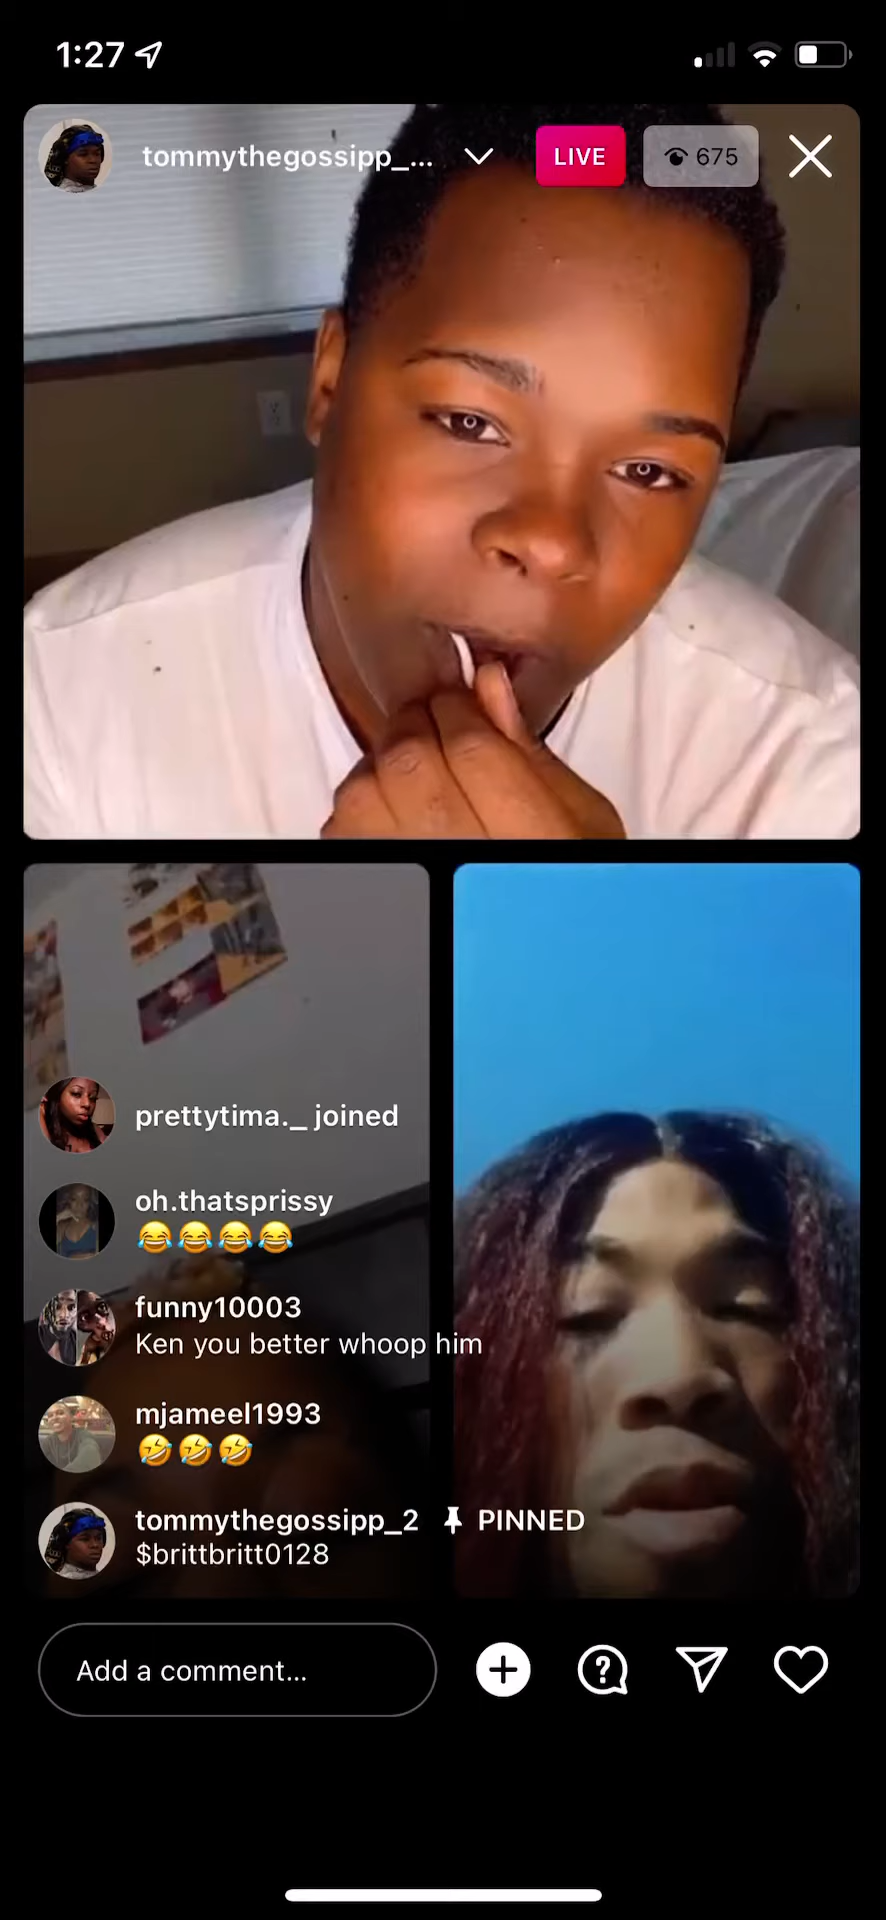 1:27
tommythegossipp_...
LIVE
675
prettytima._ joined
oh.thatsprissy
😂😂😂😂
funny10003
Ken you better whoop him
mjameel1993
🤣🤣🤣
tommythegossipp_2 PINNED
$brittbritt0128
Add a comment...